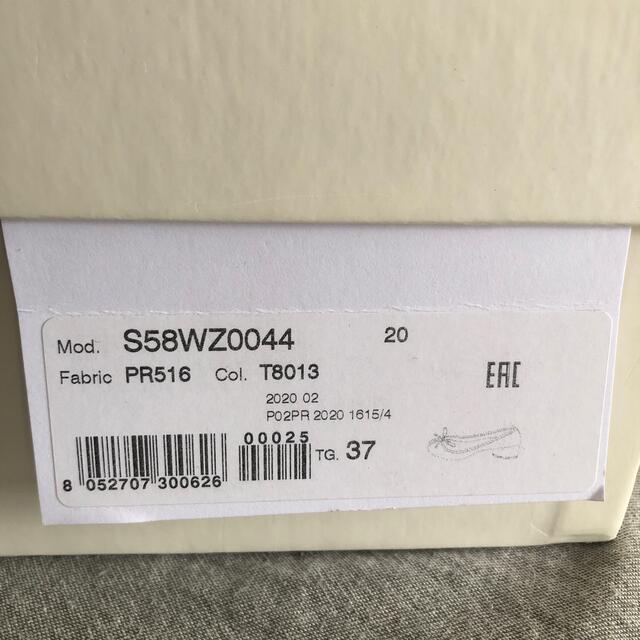 Mod. S58WZ0044 20
Fabric PR516 Col. T8013
EAC
2020 02
P02PR 2020 1615/4
00025
TG. 37
8 052707 300626